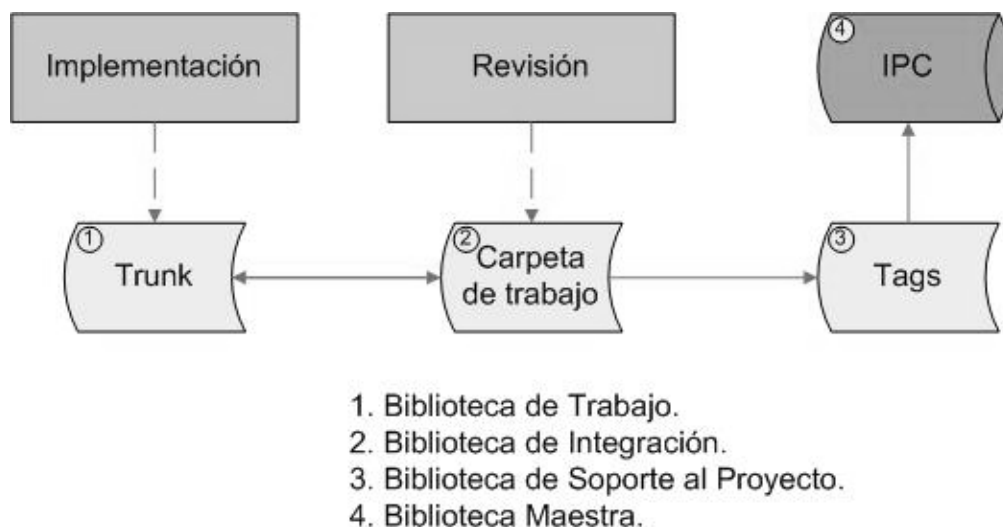 Implementación
Revisión
4
IPC
1
Trunk
2
Carpeta
de trabajo
3
Tags
1. Biblioteca de Trabajo.
2. Biblioteca de Integración.
3. Biblioteca de Soporte al Proyecto.
4. Biblioteca Maestra.